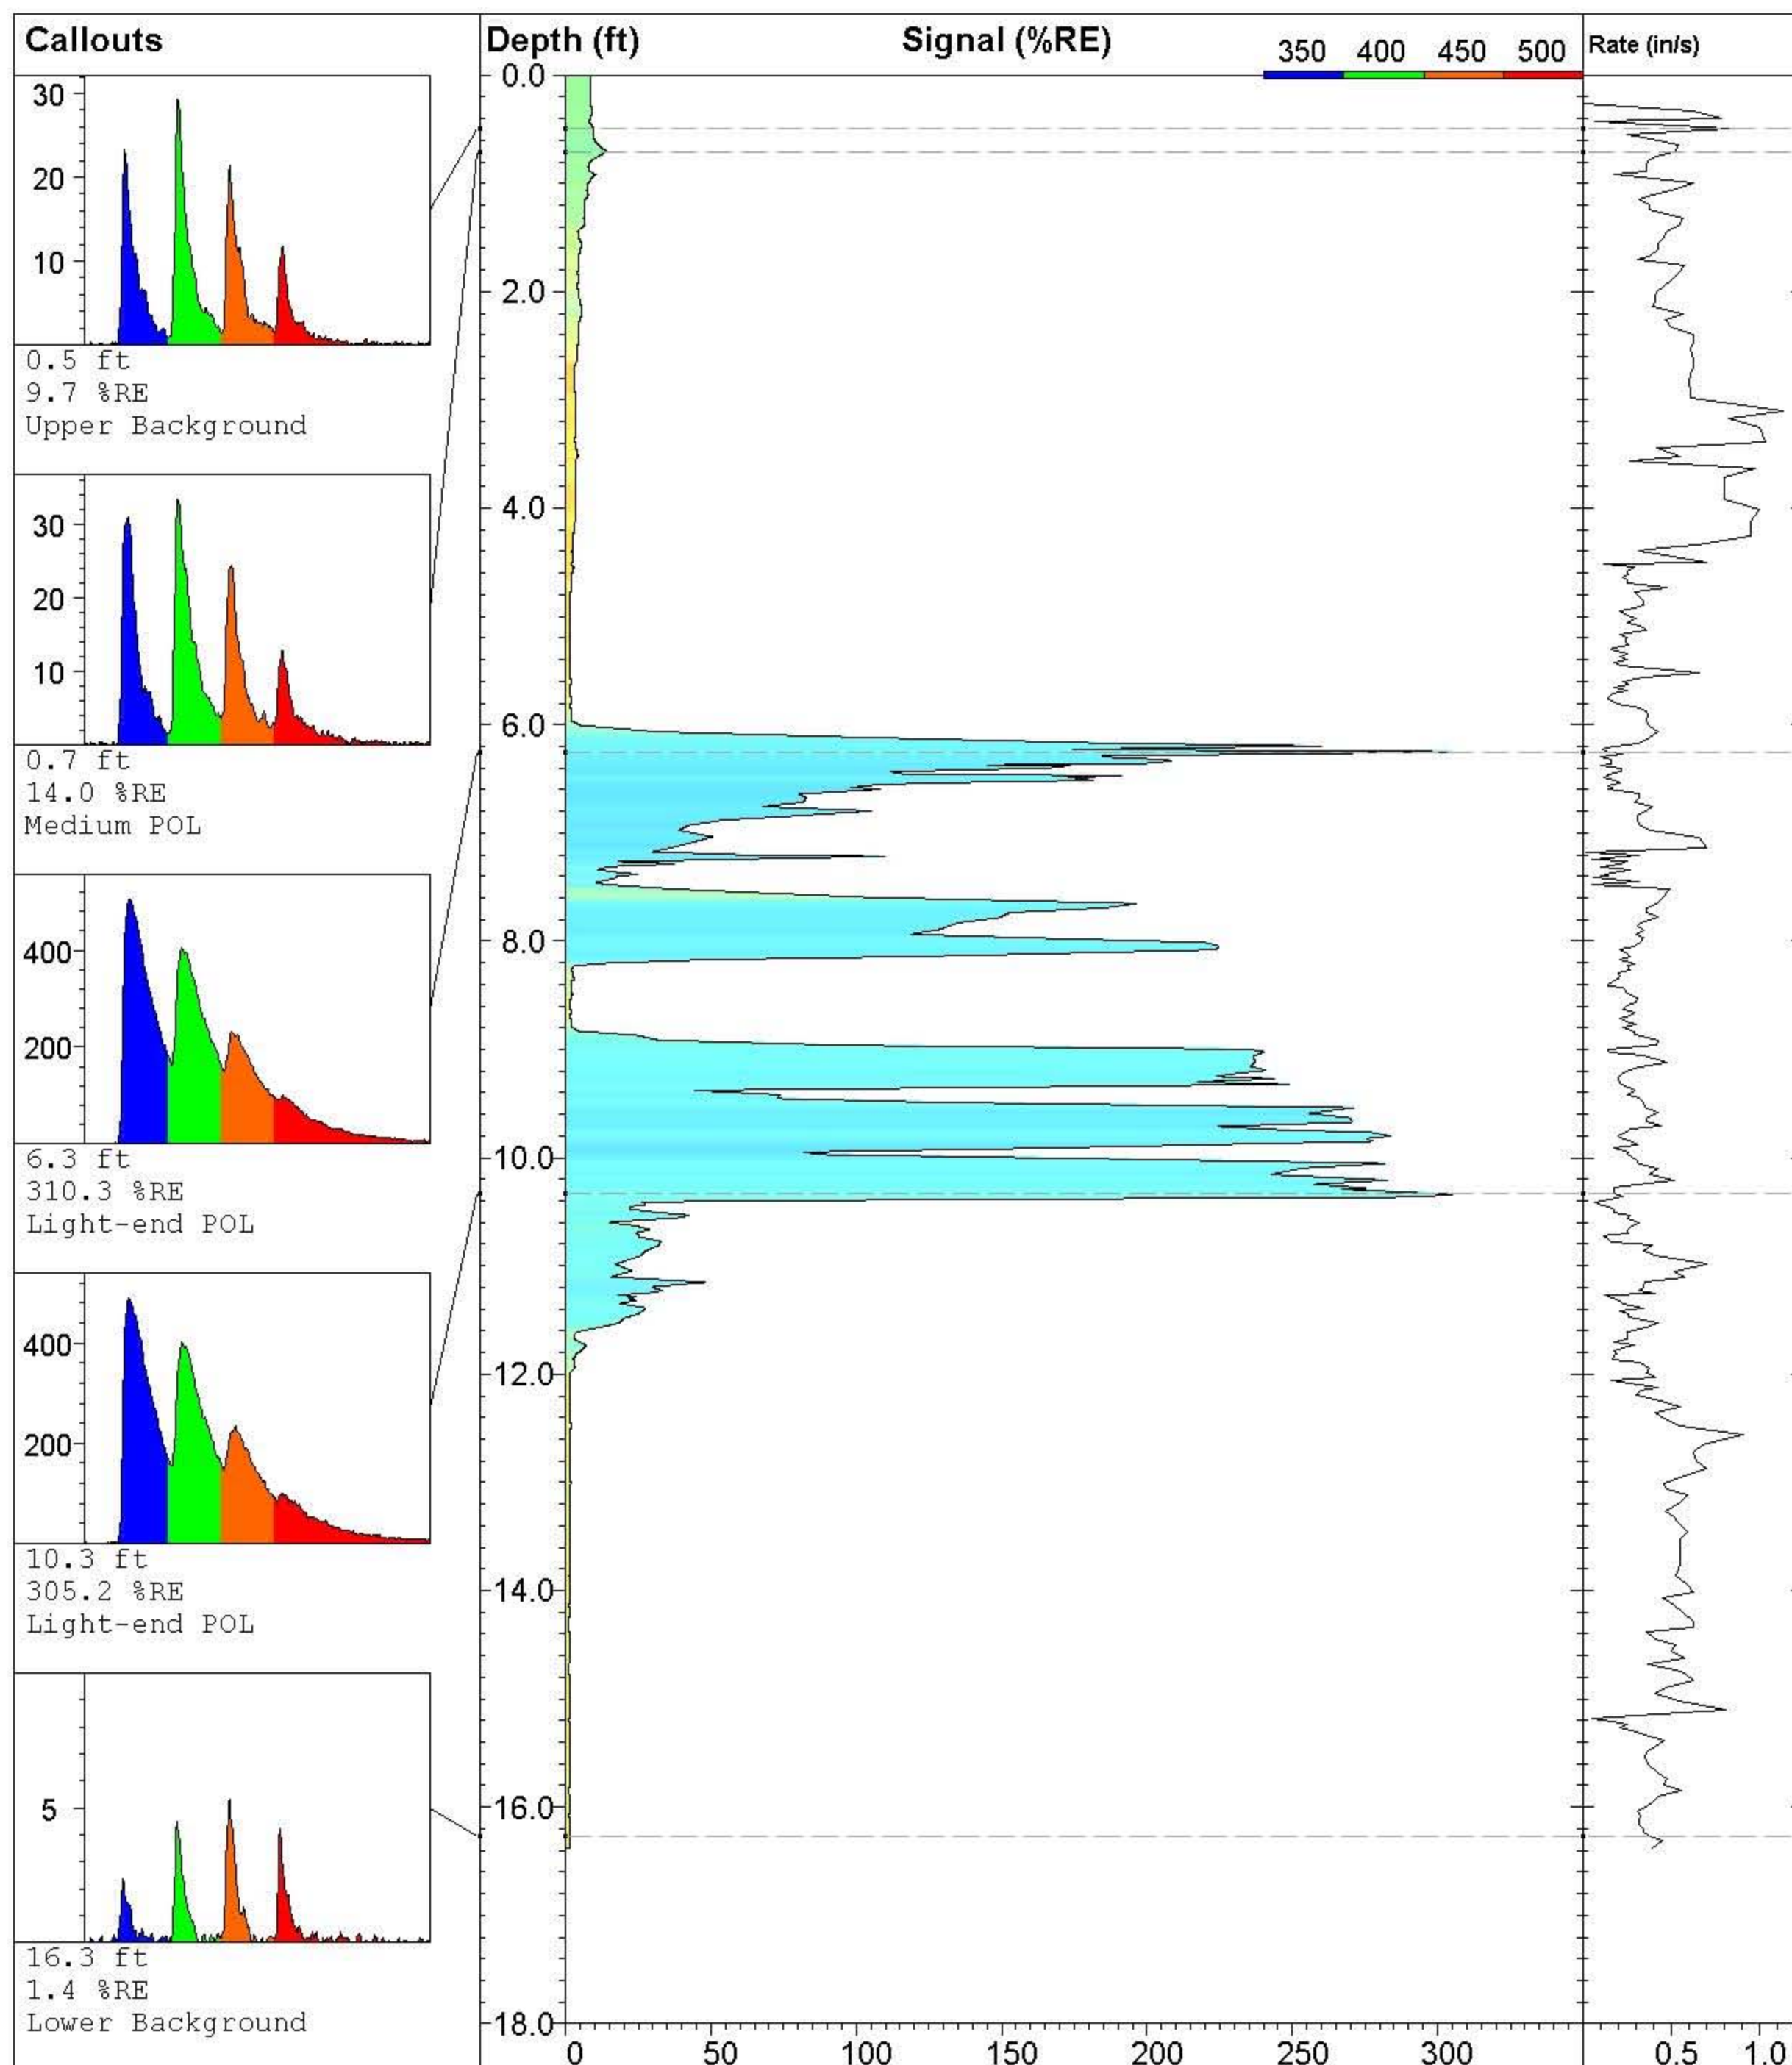 Callouts
Depth (ft)
Signal (%RE)
350 400 450 500
Rate (in/s)
30
20
10
0.5 ft
9.7 %RE
Upper Background
30
20
10
0.7 ft
14.0 %RE
Medium POL
400
200
6.3 ft
310.3 %RE
Light-end POL
400
200
10.3 ft
305.2 %RE
Light-end POL
5
16.3 ft
1.4 %RE
Lower Background
0.0
2.0
4.0
6.0
8.0
10.0
12.0
14.0
16.0
18.0
0 50 100 150 200 250 300
0.5 1.0